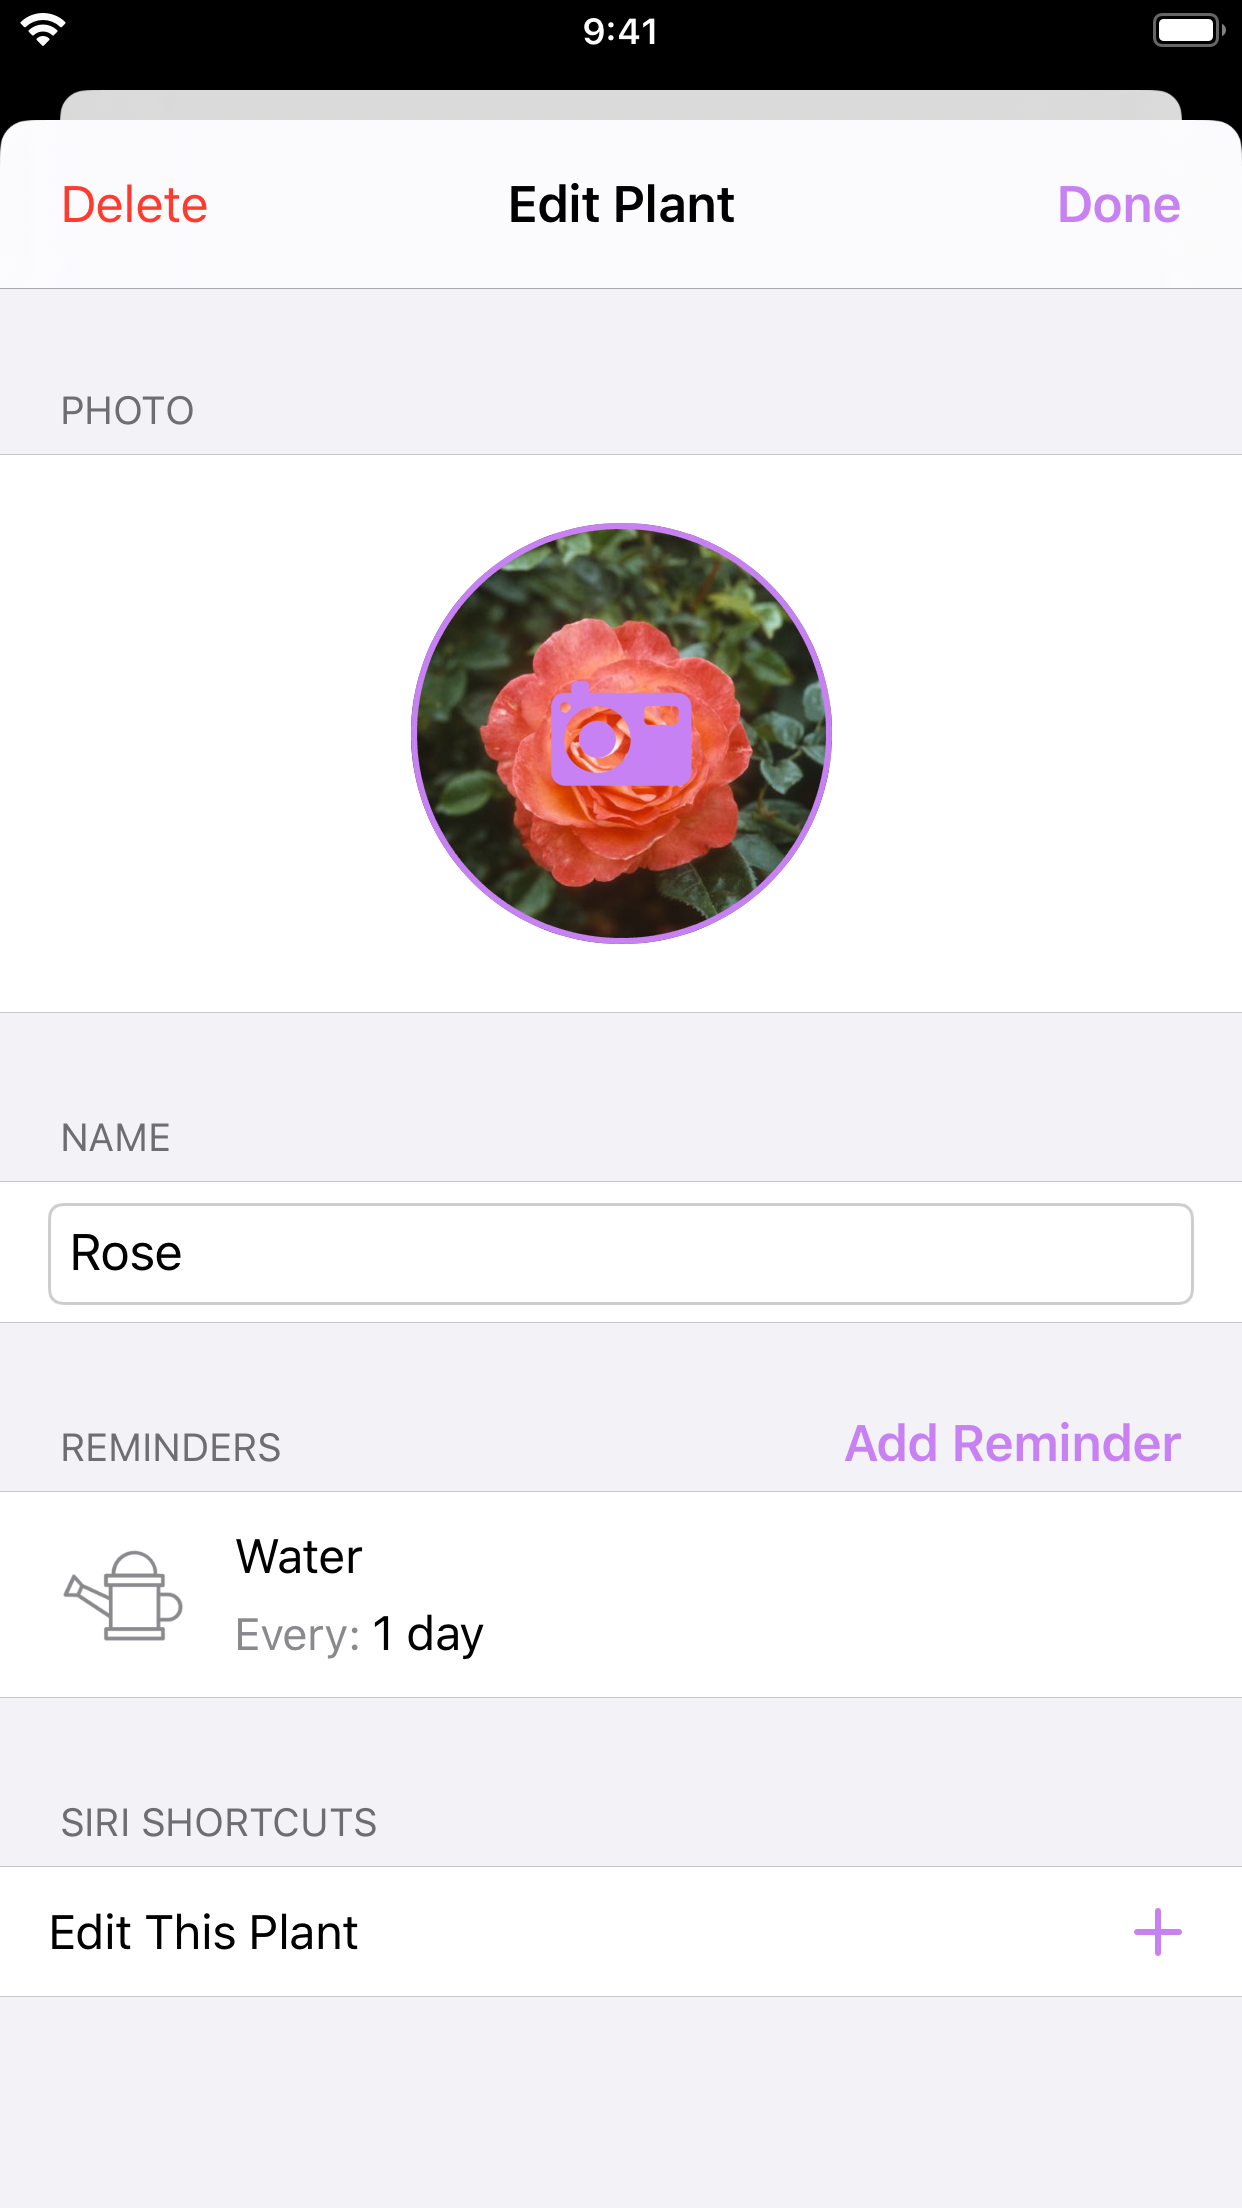 9:41
Delete
Edit Plant
Done
PHOTO
NAME
Rose
REMINDERS
Add Reminder
Water
Every: 1 day
SIRI SHORTCUTS
Edit This Plant